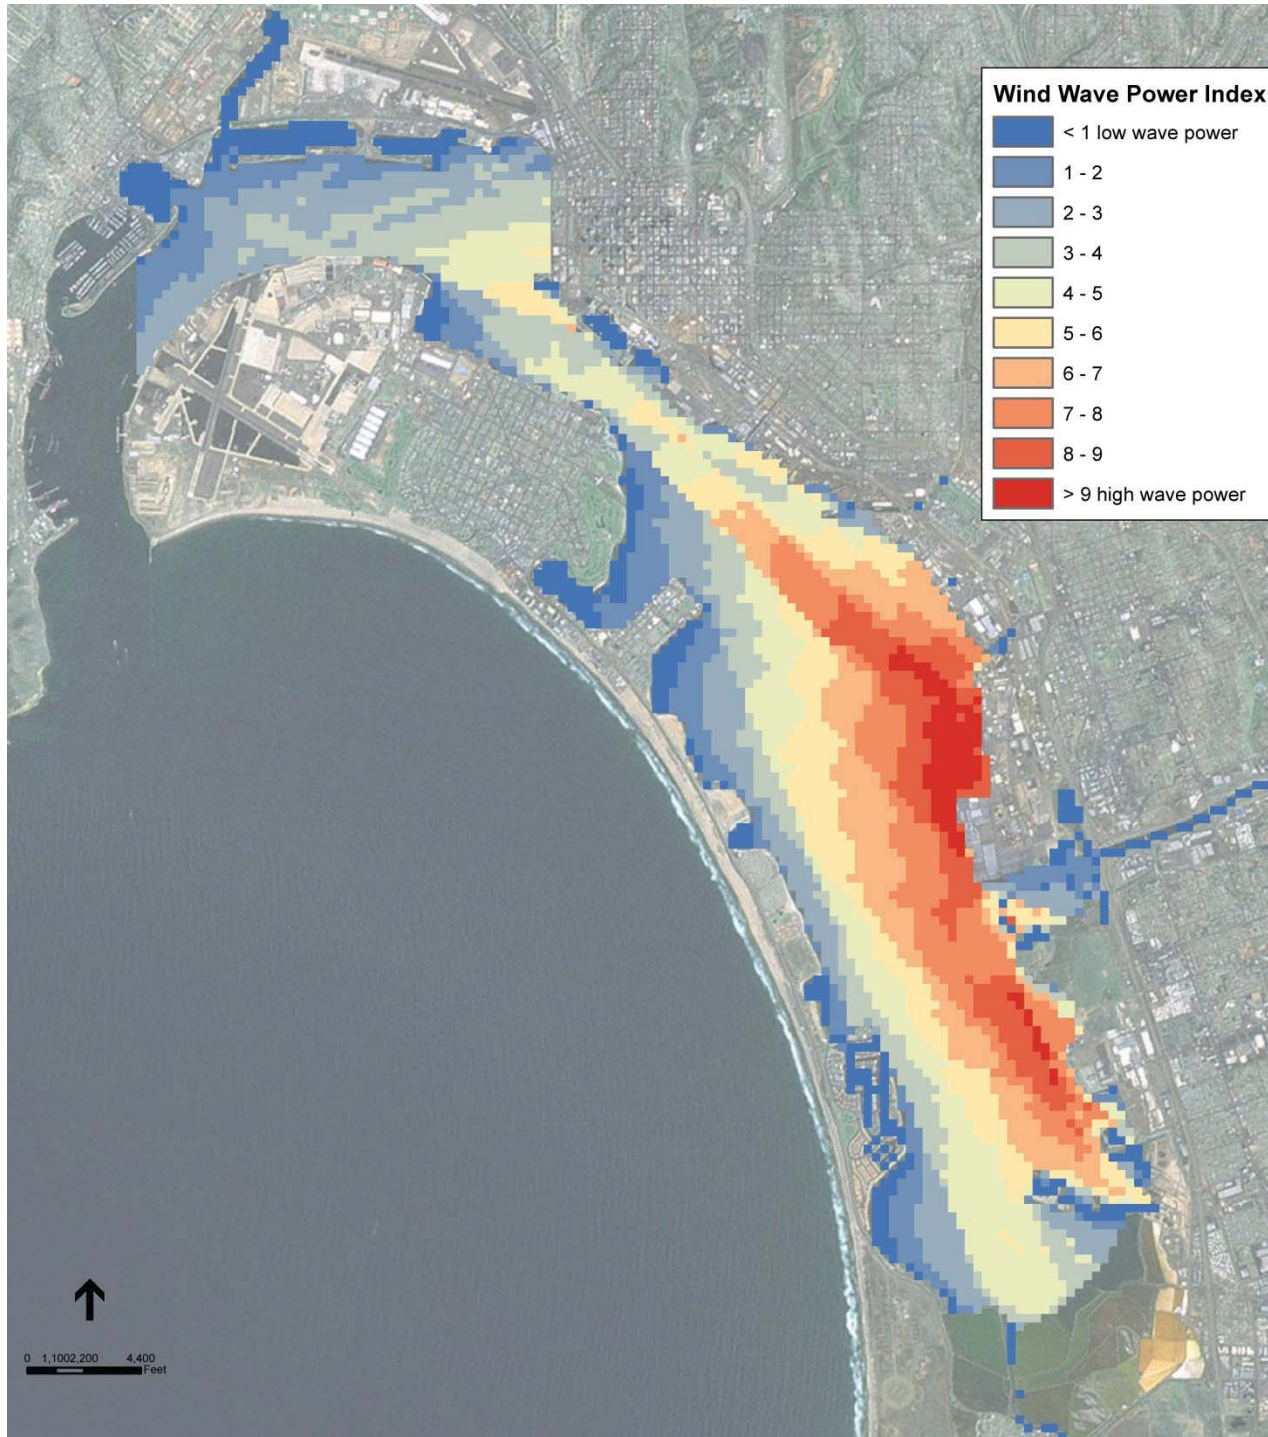 Wind Wave Power Index
< 1 low wave power
1 - 2
2 - 3
3 - 4
4 - 5
5 - 6
6 - 7
7 - 8
8 - 9
> 9 high wave power
0 1,1002,200 4,400
Feet